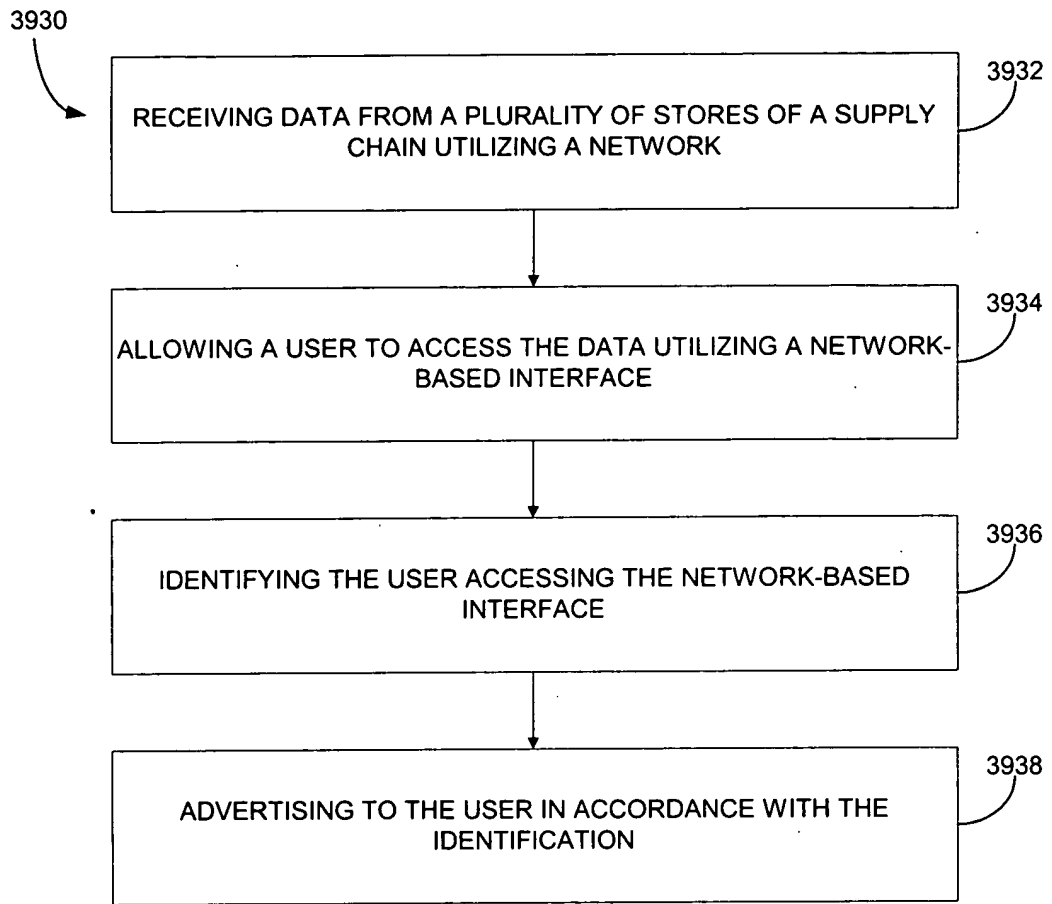 3930
3932
RECEIVING DATA FROM A PLURALITY OF STORES OF A SUPPLY
CHAIN UTILIZING A NETWORK
3934
ALLOWING A USER TO ACCESS THE DATA UTILIZING A NETWORK-
BASED INTERFACE
3936
IDENTIFYING THE USER ACCESSING THE NETWORK-BASED
INTERFACE
3938
ADVERTISING TO THE USER IN ACCORDANCE WITH THE
IDENTIFICATION